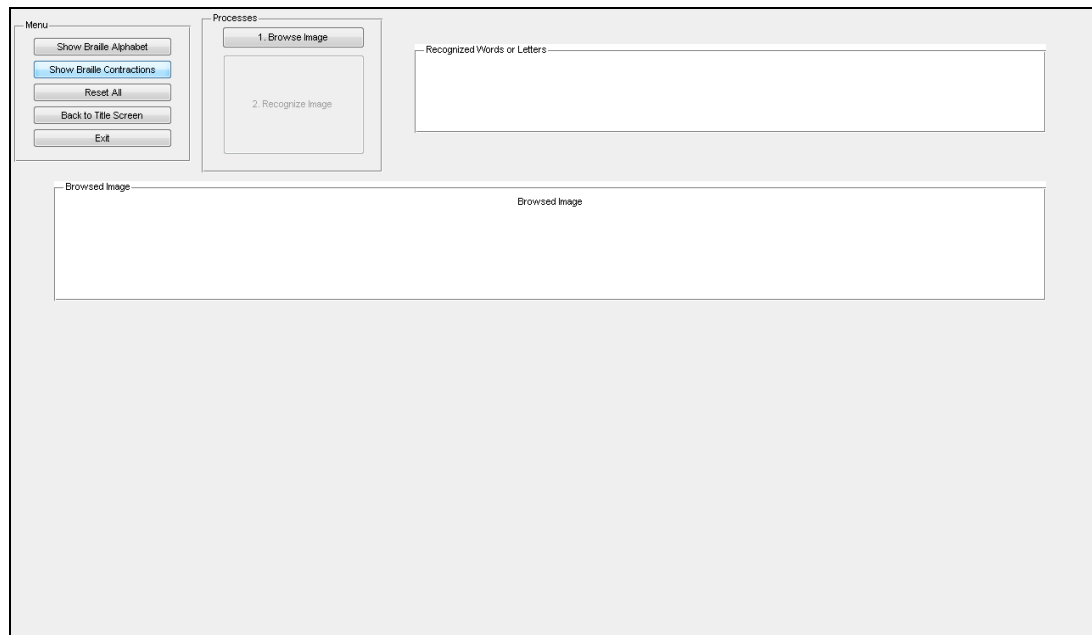 Menu
Show Braille Alphabet
Show Braille Contractions
Reset All
Back to Title Screen
Exit
Processes
1. Browse Image
2. Recognize Image
Recognized Words or Letters
Browsed Image
Browsed Image